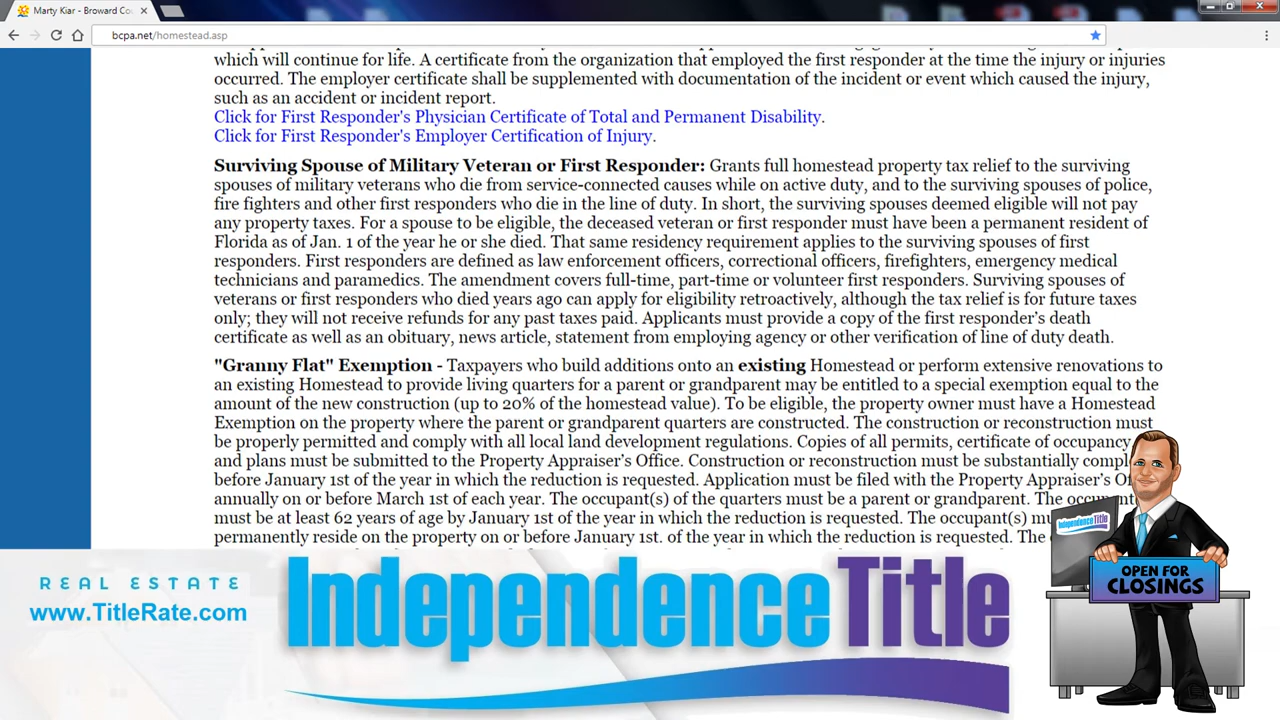 Marty Kiar - Broward Co
bcpa.net/homestead.asp
which will continue for life. A certificate from the organization that employed the first responder at the time the injury or injuries
occurred. The employer certificate shall be supplemented with documentation of the incident or event which caused the injury,
such as an accident or incident report.
Click for First Responder's Physician Certificate of Total and Permanent Disability.
Click for First Responder's Employer Certification of Injury.
Surviving Spouse of Military Veteran or First Responder: Grants full homestead property tax relief to the surviving
spouses of military veterans who die from service-connected causes while on active duty, and to the surviving spouses of police,
fire fighters and other first responders who die in the line of duty. In short, the surviving spouses deemed eligible will not pay
any property taxes. For a spouse to be eligible, the deceased veteran or first responder must have been a permanent resident of
Florida as of Jan. 1 of the year he or she died. That same residency requirement applies to the surviving spouses of first
responders. First responders are defined as law enforcement officers, correctional officers, firefighters, emergency medical
technicians and paramedics. The amendment covers full-time, part-time or volunteer first responders. Surviving spouses of
veterans or first responders who died years ago can apply for eligibility retroactively, although the tax relief is for future taxes
only; they will not receive refunds for any past taxes paid. Applicants must provide a copy of the first responder's death
certificate as well as an obituary, news article, statement from employing agency or other verification of line of duty death.
"Granny Flat" Exemption - Taxpayers who build additions onto an existing Homestead or perform extensive renovations to
an existing Homestead to provide living quarters for a parent or grandparent may be entitled to a special exemption equal to the
amount of the new construction (up to 20% of the homestead value). To be eligible, the property owner must have a Homestead
Exemption on the property where the parent or grandparent quarters are constructed. The construction or reconstruction must
be properly permitted and comply with all local land development regulations. Copies of all permits, certificate of occupancy
and plans must be submitted to the Property Appraiser's Office. Construction or reconstruction must be substantially compl
before January 1st of the year in which the reduction is requested. Application must be filed with the Property Appraiser's
annually on or before March 1st of each year. The occupant(s) of the quarters must be a parent or grandparent. The
must be at least 62 years of age by January 1st of the year in which the reduction is requested. The occupant(s)
permanently reside on the property on or before January 1st. of the year in which the reduction is requested. The
REAL ESTATE
www.TitleRate.com
IndependenceTitle
IndependenceTitle
OPEN FOR
CLOSINGS